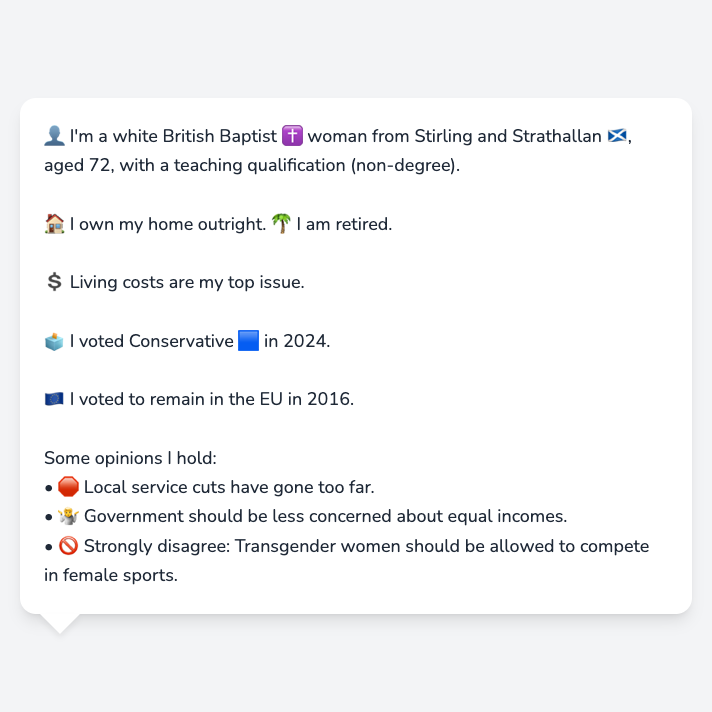 👤 I'm a white British Baptist ✝️ woman from Stirling and Strathallan 🏴󠁧󠁢󠁳󠁣󠁴󠁿,
aged 72, with a teaching qualification (non-degree).
🏠 I own my home outright. 🌴 I am retired.
💲 Living costs are my top issue.
🗳️ I voted Conservative 🟦 in 2024.
🇪🇺 I voted to remain in the EU in 2016.
Some opinions I hold:
• 🛑 Local service cuts have gone too far.
• 🤷 Government should be less concerned about equal incomes.
• 🚫 Strongly disagree: Transgender women should be allowed to compete
in female sports.